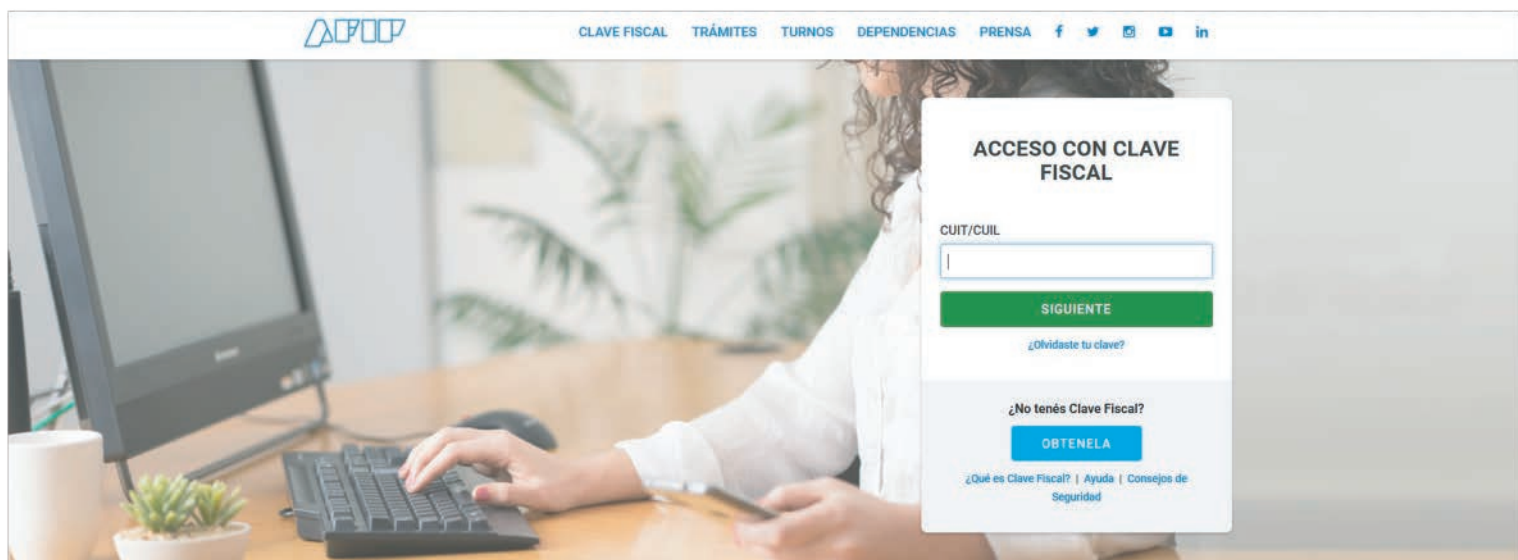 AFIP
CLAVE FISCAL TRÁMITES TURNOS DEPENDENCIAS PRENSA
ACCESO CON CLAVE
FISCAL
CUIT/CUIL
SIGUIENTE
¿Olvidaste tu clave?
¿No tenés Clave Fiscal?
OBTENELA
¿Qué es Clave Fiscal? | Ayuda | Consejos de
Seguridad